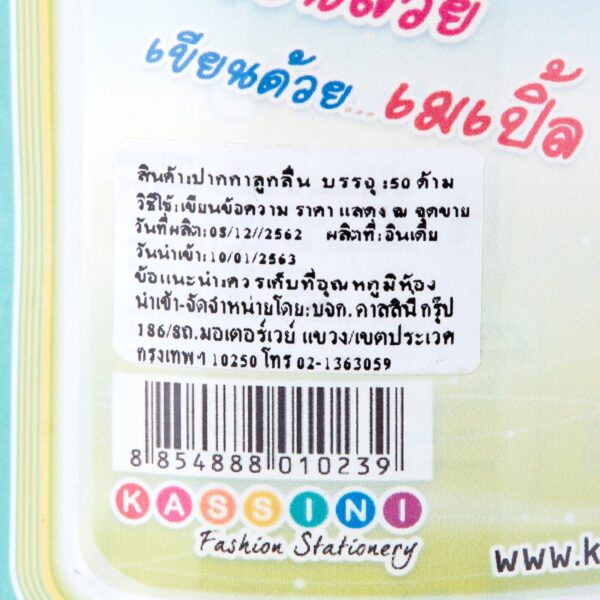 เขียนด้วย...เมเปิ้ล
สินค้า:ปากกาลูกลื่น บรรจุ :50 ด้าม
วิธีใช้:เขียนข้อความ ราคา แสดง ณ จุดขาย
วันที่ผลิต:08/12//2562 ผลิตที่:อินเดีย
วันนำเข้า:10/01/2563
ข้อแนะนำ:ควรเก็บที่อุณหภูมิห้อง
นำเข้า-จัดจำหน่ายโดย:บจก. คาสสินี กรุ๊ป
186/8ถ.มอเตอร์เวย์ แขวง/เขตประเวศ
กรุงเทพฯ 10250 โทร 02-1363059
8 854888 010239
KASSINI
Fashion Stationery
www.k